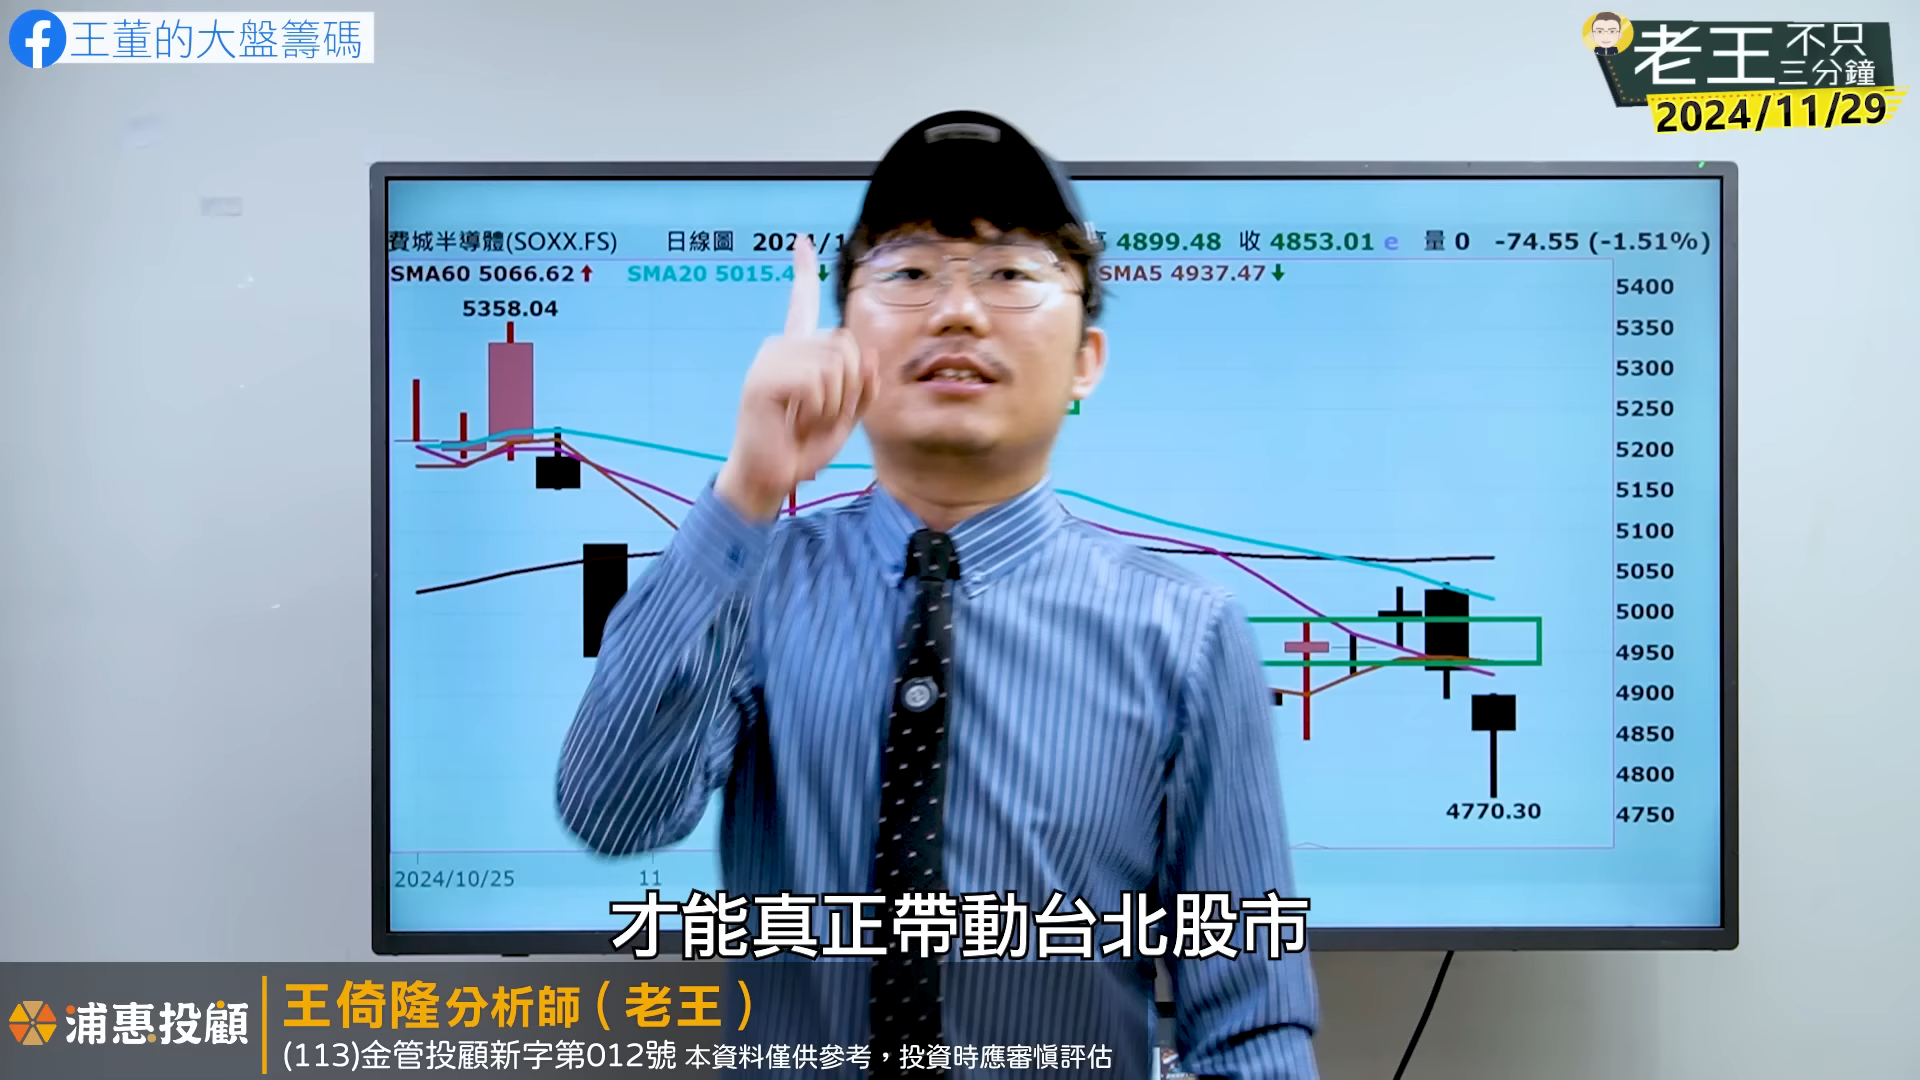 王董的大盤籌碼
老王不只三分鐘
2024/11/29
費城半導體(SOXX.FS) 日線圖 2024/1 高 4899.48 收 4853.01 e 量 0 -74.55 (-1.51%)
SMA60 5066.62↑ SMA20 5015.4 ↓ SMA5 4937.47↓
5358.04
5400
5350
5300
5250
5200
5150
5100
5050
5000
4950
4900
4850
4800
4750
4770.30
2024/10/25 11
才能真正帶動台北股市
浦惠投顧
王倚隆分析師(老王)
(113)金管投顧新字第012號 本資料僅供參考，投資時應審慎評估